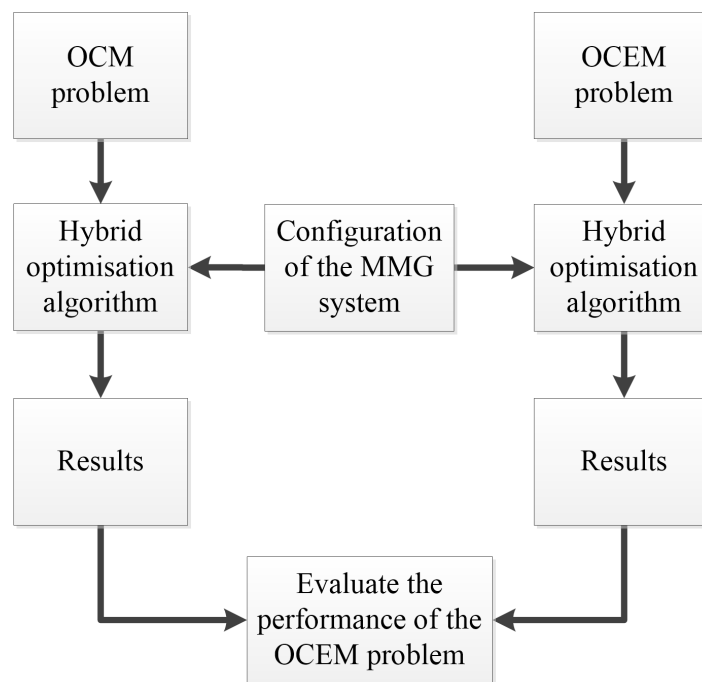 OCM
problem
OCEM
problem
Hybrid
optimisation
algorithm
Configuration
of the MMG
system
Hybrid
optimisation
algorithm
Results
Results
Evaluate the
performance of the
OCEM problem